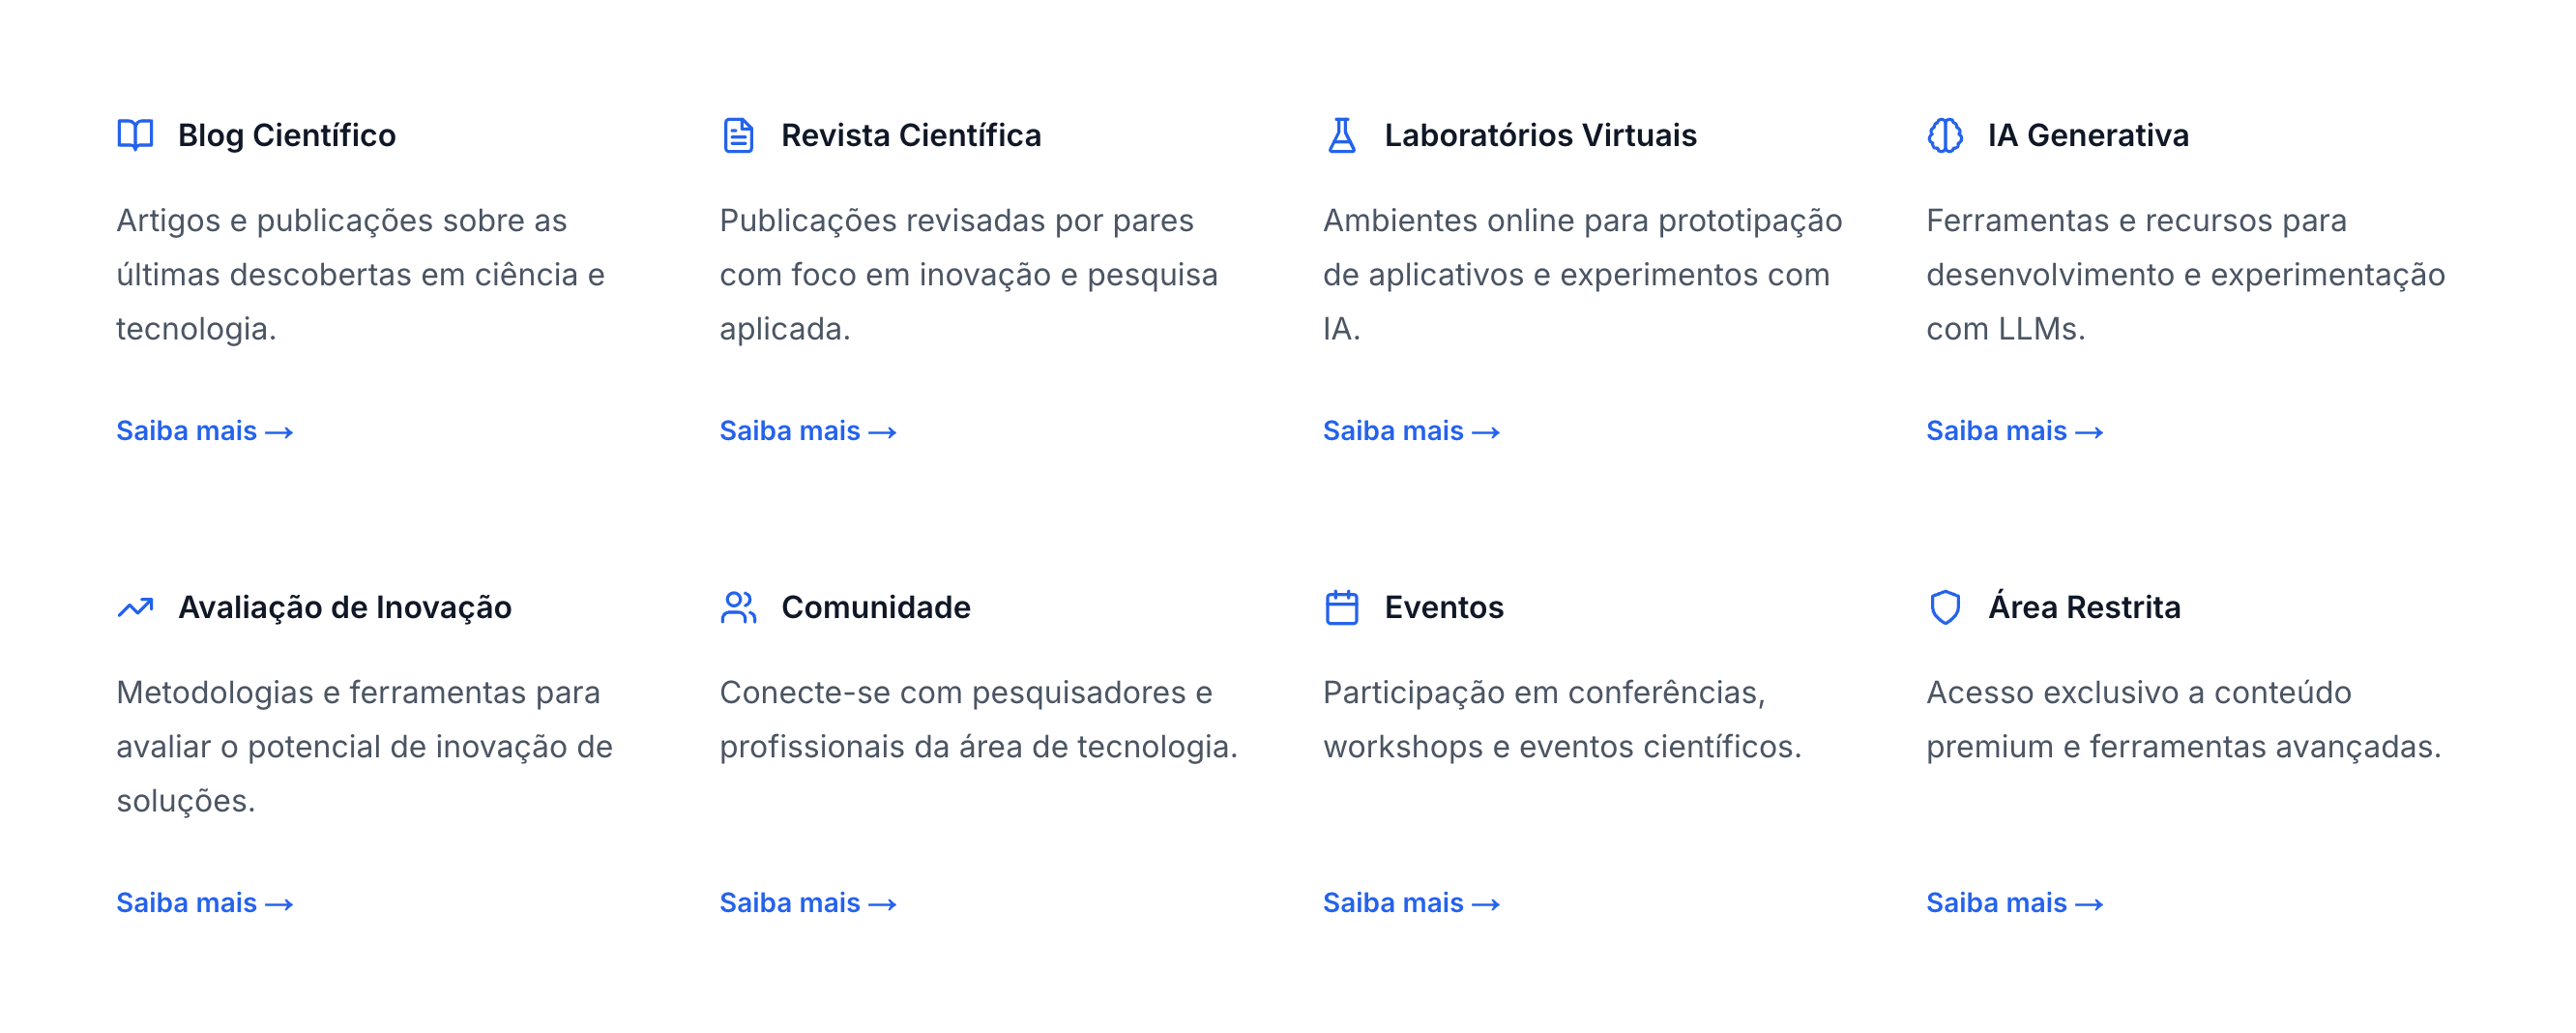 Blog Científico
Artigos e publicações sobre as
últimas descobertas em ciência e
tecnologia.
Saiba mais →
Revista Científica
Publicações revisadas por pares
com foco em inovação e pesquisa
aplicada.
Saiba mais →
Laboratórios Virtuais
Ambientes online para prototipação
de aplicativos e experimentos com
IA.
Saiba mais →
IA Generativa
Ferramentas e recursos para
desenvolvimento e experimentação
com LLMs.
Saiba mais →
Avaliação de Inovação
Metodologias e ferramentas para
avaliar o potencial de inovação de
soluções.
Saiba mais →
Comunidade
Conecte-se com pesquisadores e
profissionais da área de tecnologia.
Saiba mais →
Eventos
Participação em conferências,
workshops e eventos científicos.
Saiba mais →
Área Restrita
Acesso exclusivo a conteúdo
premium e ferramentas avançadas.
Saiba mais →